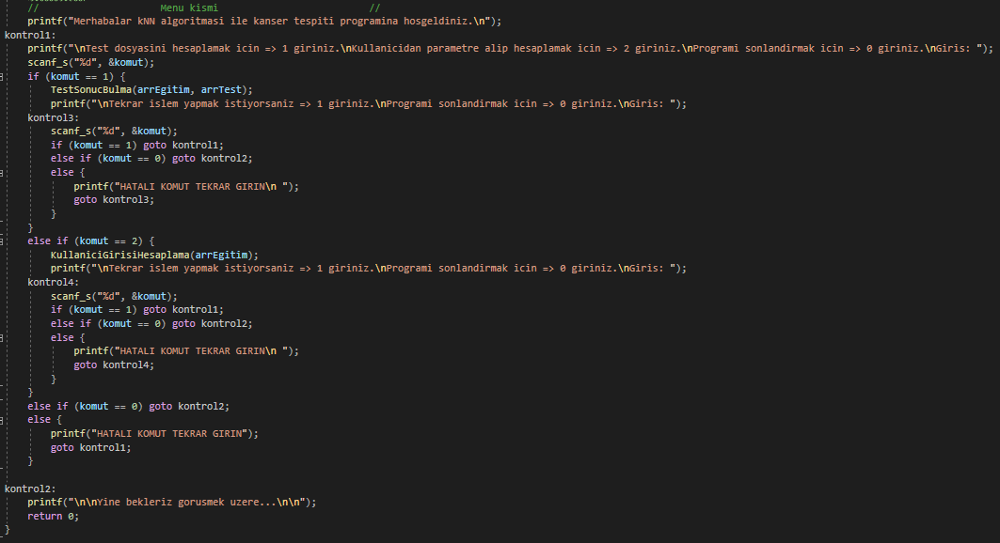 // Menu kismi //
printf("Merhabalar kNN algoritmasi ile kanser tespiti programina hosgeldiniz.\n");
kontrol1:
printf("\nTest dosyasini hesaplamak icin => 1 giriniz.\nKullanicidan parametre alip hesaplamak icin => 2 giriniz.\nProgrami sonlandirmak icin => 0 giriniz.\nGiris: ");
scanf_s("%d", &komut);
if (komut == 1) {
TestSonucBulma(arrEgitim, arrTest);
printf("\nTekrar islem yapmak istiyorsaniz => 1 giriniz.\nProgrami sonlandirmak icin => 0 giriniz.\nGiris: ");
kontrol3:
scanf_s("%d", &komut);
if (komut == 1) goto kontrol1;
else if (komut == 0) goto kontrol2;
else {
printf("HATALI KOMUT TEKRAR GIRIN\n ");
goto kontrol3;
}
}
else if (komut == 2) {
KullaniciGirisiHesaplama(arrEgitim);
printf("\nTekrar islem yapmak istiyorsaniz => 1 giriniz.\nProgrami sonlandirmak icin => 0 giriniz.\nGiris: ");
kontrol4:
scanf_s("%d", &komut);
if (komut == 1) goto kontrol1;
else if (komut == 0) goto kontrol2;
else {
printf("HATALI KOMUT TEKRAR GIRIN\n ");
goto kontrol4;
}
}
else if (komut == 0) goto kontrol2;
else {
printf("HATALI KOMUT TEKRAR GIRIN");
goto kontrol1;
}
kontrol2:
printf("\n\nYine bekleriz gorusmek uzere...\n\n");
return 0;
}